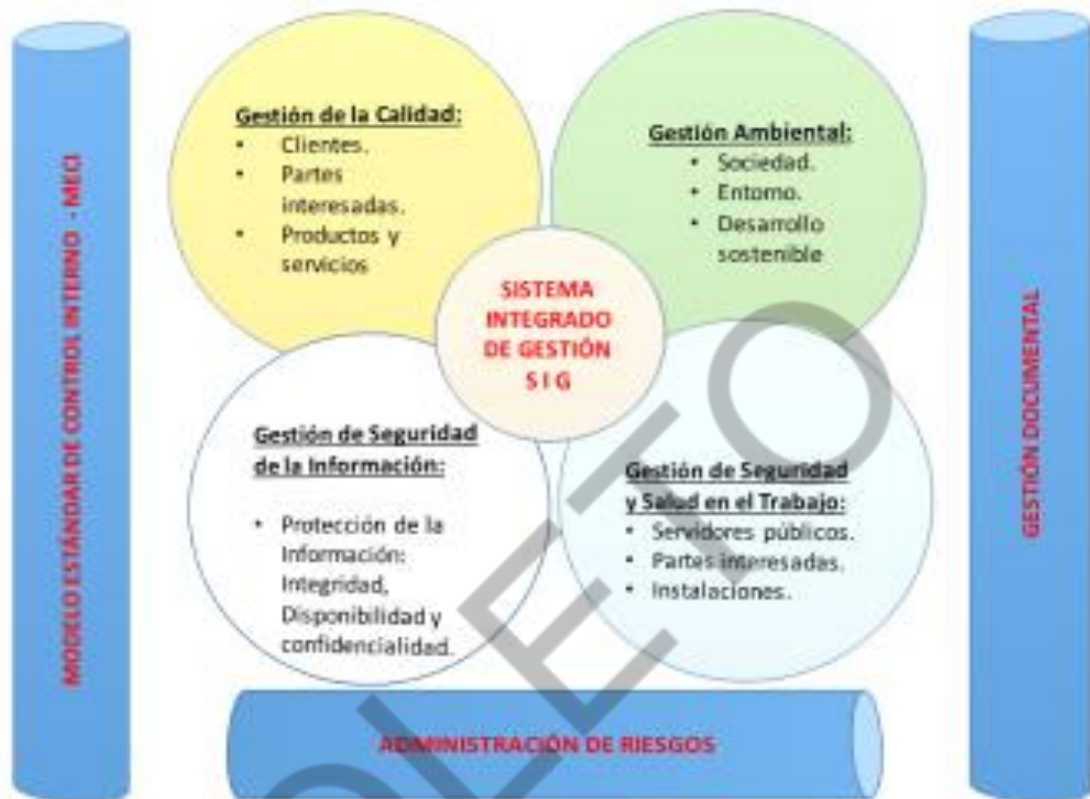 MODELO ESTÁNDAR DE CONTROL INTERNO - MECI
Gestión de la Calidad:
• Clientes.
• Partes
interesadas.
• Productos y
servicios
Gestión Ambiental:
• Sociedad.
• Entorno.
• Desarrollo
sostenible
SISTEMA
INTEGRADO
DE GESTIÓN
S I G
Gestión de Seguridad
de la Información:
• Protección de la
Información:
Integridad,
Disponibilidad y
confidencialidad.
Gestión de Seguridad
y Salud en el Trabajo:
• Servidores públicos.
• Partes interesadas.
• Instalaciones.
GESTIÓN DOCUMENTAL
ADMINISTRACIÓN DE RIESGOS
LETO